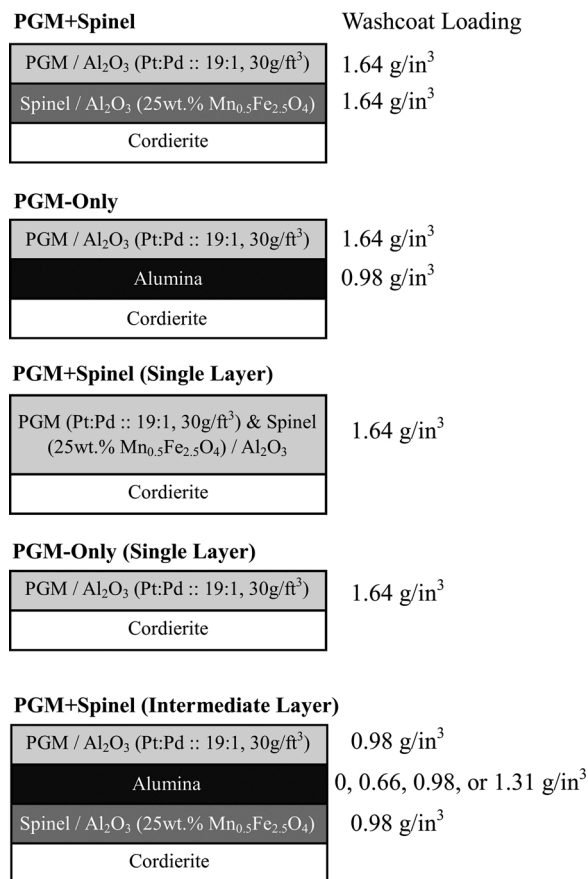 PGM+Spinel Washcoat Loading
PGM / Al₂O₃ (Pt:Pd :: 19:1, 30g/ft³) 1.64 g/in³
Spinel / Al₂O₃ (25wt.% Mn₀.₅Fe₂.₅O₄) 1.64 g/in³
Cordierite
PGM-Only
PGM / Al₂O₃ (Pt:Pd :: 19:1, 30g/ft³) 1.64 g/in³
Alumina 0.98 g/in³
Cordierite
PGM+Spinel (Single Layer)
PGM (Pt:Pd :: 19:1, 30g/ft³) & Spinel
(25wt.% Mn₀.₅Fe₂.₅O₄) / Al₂O₃ 1.64 g/in³
Cordierite
PGM-Only (Single Layer)
PGM / Al₂O₃ (Pt:Pd :: 19:1, 30g/ft³) 1.64 g/in³
Cordierite
PGM+Spinel (Intermediate Layer)
PGM / Al₂O₃ (Pt:Pd :: 19:1, 30g/ft³) 0.98 g/in³
Alumina 0, 0.66, 0.98, or 1.31 g/in³
Spinel / Al₂O₃ (25wt.% Mn₀.₅Fe₂.₅O₄) 0.98 g/in³
Cordierite